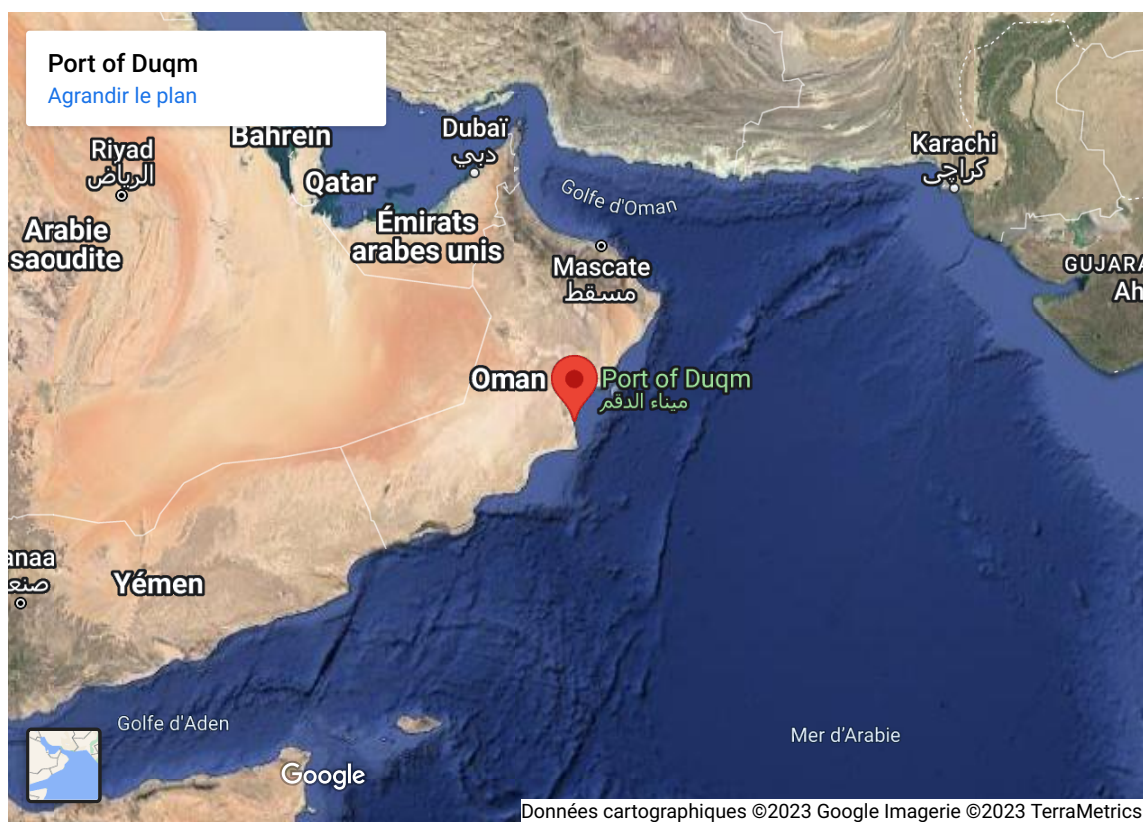 Port of Duqm
Agrandir le plan
Bahreïn
Dubaï
دبي
Karachi
کراچی
Riyad
الرياض
Qatar
Golfe d'Oman
Émirats
arabes unis
Arabie
saoudite
Mascate
مسقط
GUJARA
Ah
Oman
Port of Duqm
ميناء الدقم
anaa
صنع
Yémen
Golfe d'Aden
Mer d'Arabie
Google
Données cartographiques ©2023 Google Imagerie ©2023 TerraMetrics